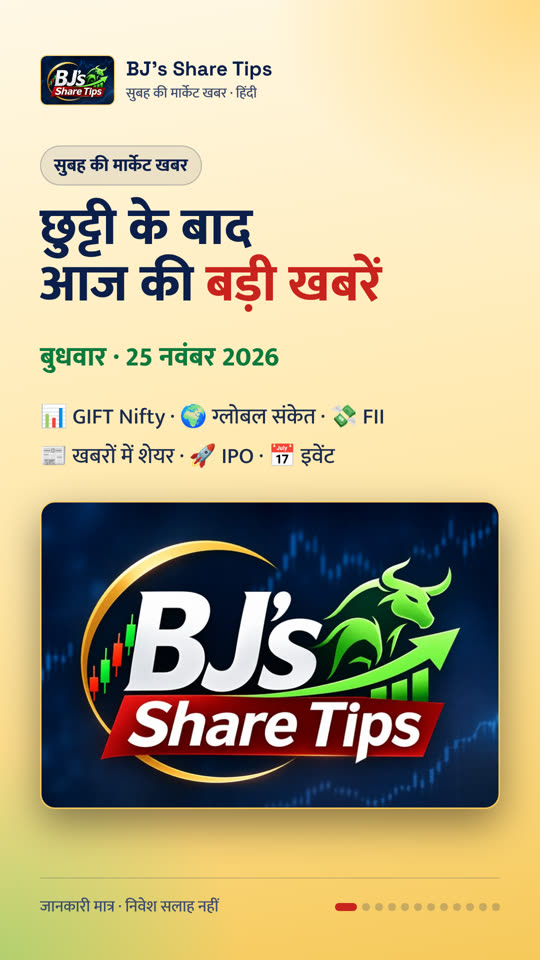 BJ's Share Tips
BJ's Share Tips
सुबह की मार्केट खबर · हिंदी
सुबह की मार्केट खबर
छुट्टी के बाद
आज की बड़ी खबरें
बुधवार · 25 नवंबर 2026
📊 GIFT Nifty · 🌍 ग्लोबल संकेत · 💸 FII
📰 खबरों में शेयर · 🚀 IPO · 📅 इवेंट
BJ's
Share Tips
जानकारी मात्र · निवेश सलाह नहीं